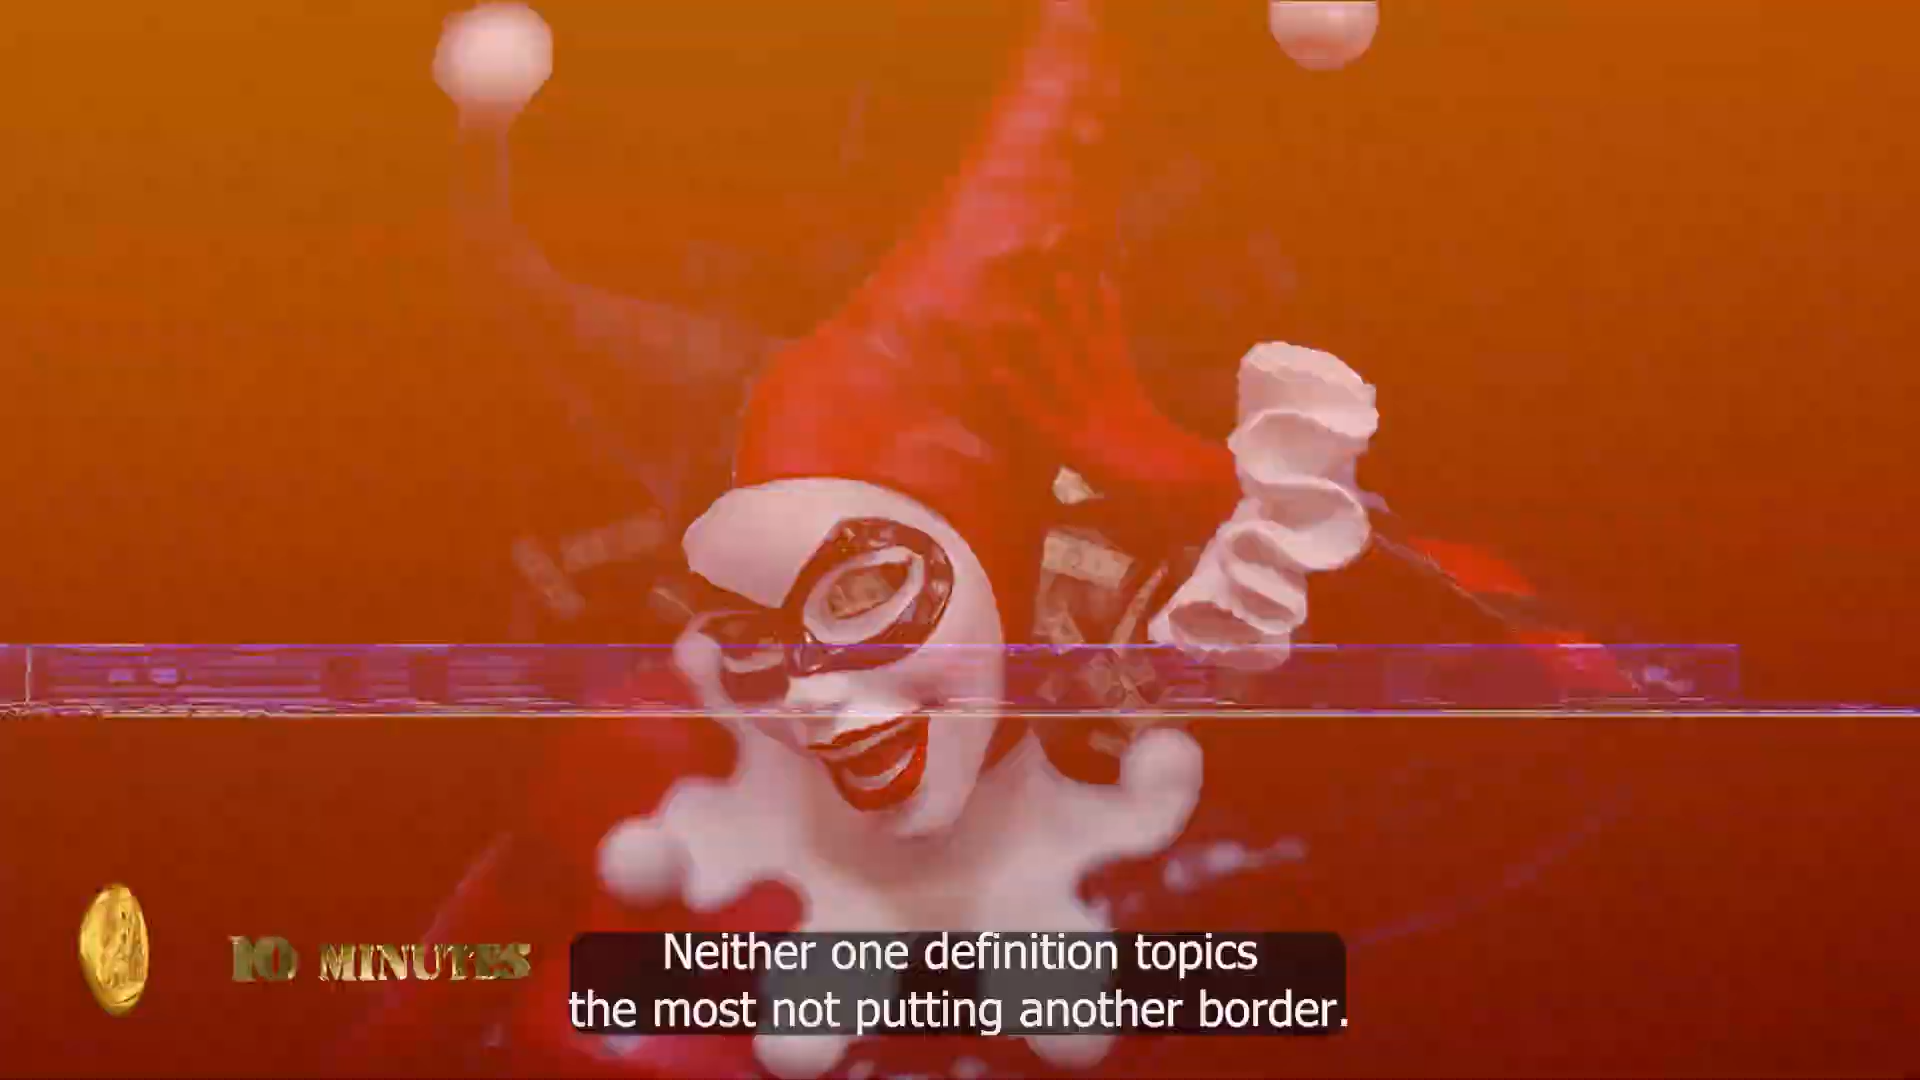 10 MINUTES
Neither one definition topics
the most not putting another border.